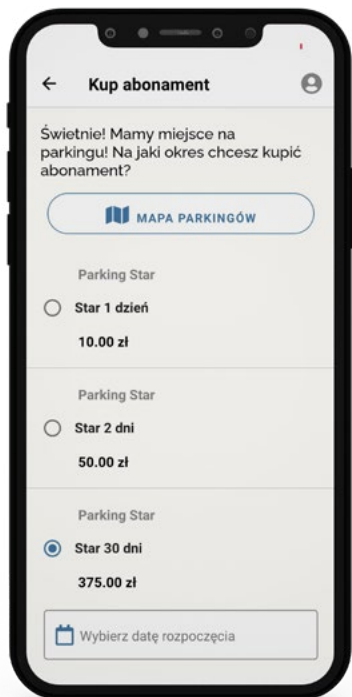 Kup abonament
Świetnie! Mamy miejsce na
parkingu! Na jaki okres chcesz kupić
abonament?
MAPA PARKINGÓW
Parking Star
Star 1 dzień
10.00 zł
Parking Star
Star 2 dni
50.00 zł
Parking Star
Star 30 dni
375.00 zł
Wybierz datę rozpoczęcia